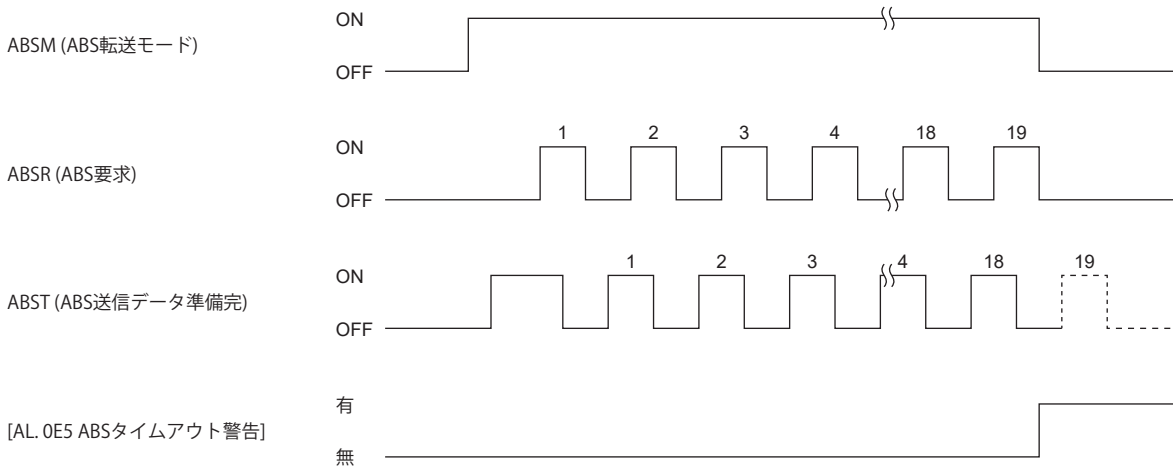 ON
ABSM (ABS転送モード)
OFF
1 2 3 4 18 19
ON
ABSR (ABS要求)
OFF
1 2 3 4 18 19
ON
ABST (ABS送信データ準備完)
OFF
有
[AL. 0E5 ABSタイムアウト警告]
無